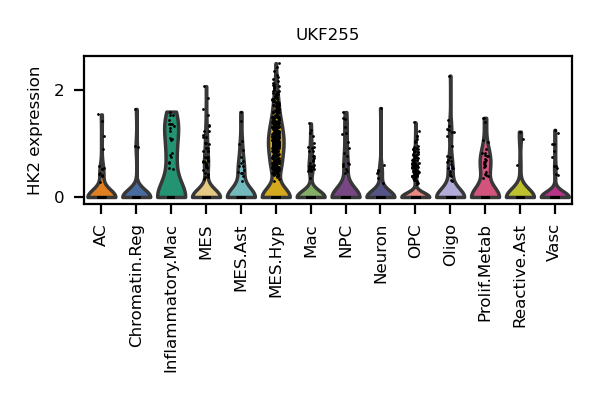 UKF255
HK2 expression
2
0
AC
Chromatin.Reg
Inflammatory.Mac
MES
MES.Ast
MES.Hyp
Mac
NPC
Neuron
OPC
Oligo
Prolif.Metab
Reactive.Ast
Vasc